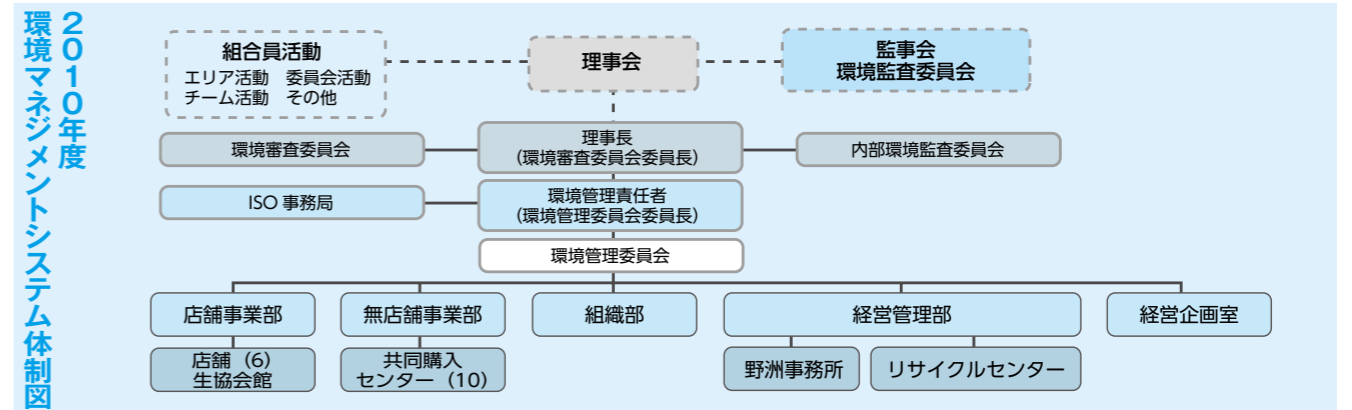 2010年度
環境マネジメントシステム体制図
組合員活動
エリア活動　委員会活動
チーム活動　その他
理事会
監事会
環境監査委員会
環境審査委員会
理事長
(環境審査委員会委員長)
内部環境監査委員会
ISO 事務局
環境管理責任者
(環境管理委員会委員長)
環境管理委員会
店舗事業部
無店舗事業部
組織部
経営管理部
経営企画室
店舗（6）
生協会館
共同購入
センター（10）
野洲事務所
リサイクルセンター